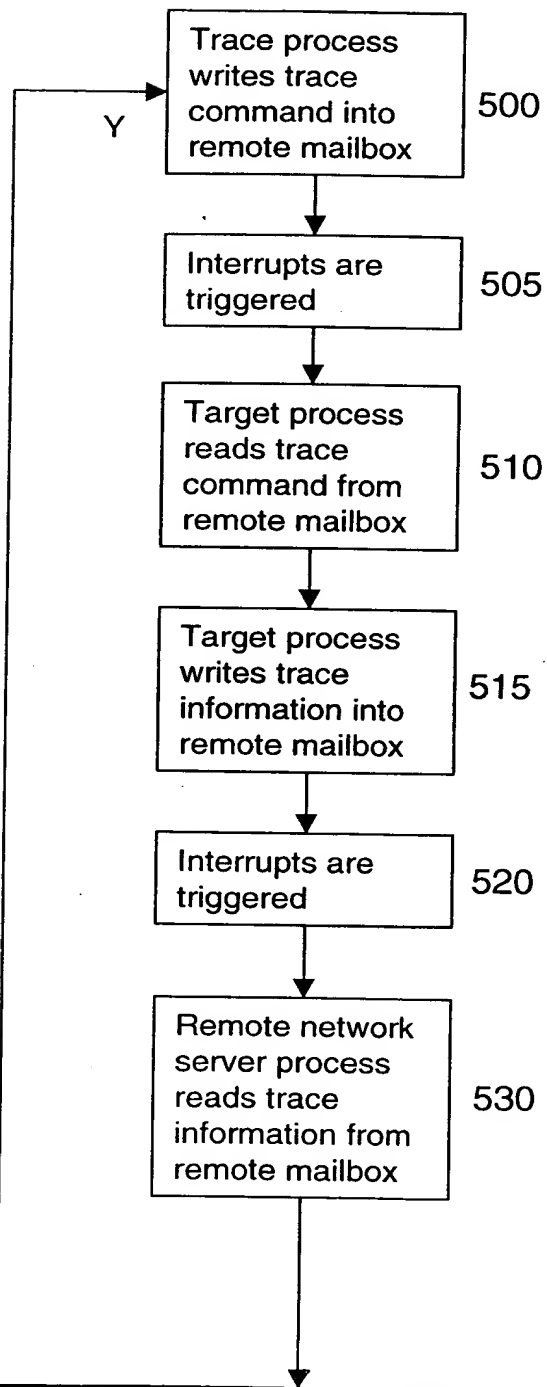 Trace process
writes trace
command into
remote mailbox
500
Y
Interrupts are
triggered
505
Target process
reads trace
command from
remote mailbox
510
Target process
writes trace
information into
remote mailbox
515
Interrupts are
triggered
520
Remote network
server process
reads trace
information from
remote mailbox
530